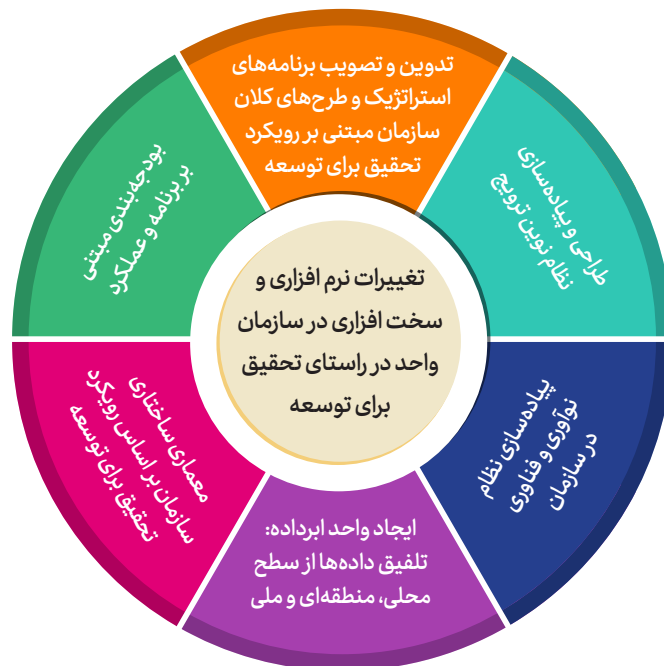 تدوین و تصویب برنامه‌های
استراتژیک و طرح‌های کلان
سازمان مبتنی بر رویکرد
تحقیق برای توسعه
طراحی و پیاده‌سازی
نظام نوین ترویج
پیاده‌سازی نظام
نوآوری و فناوری
در سازمان
ایجاد واحد ابرداده:
تلفیق داده‌ها از سطح
محلی، منطقه‌ای و ملی
معماری ساختاری
سازمان بر اساس رویکرد
تحقیق برای توسعه
بودجه‌بندی مبتنی
بر برنامه و عملکرد
تغییرات نرم افزاری و
سخت افزاری در سازمان
واحد در راستای تحقیق
برای توسعه